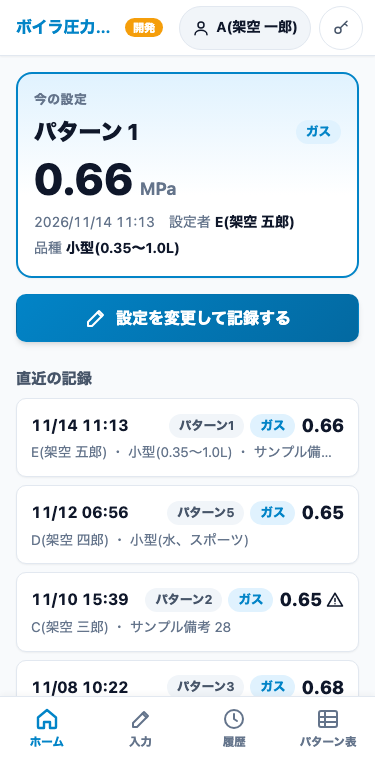 ボイラ圧力... 開発 A(架空 一郎)
今の設定
パターン 1 ガス
0.66 MPa
2026/11/14 11:13 設定者 E(架空 五郎)
品種 小型(0.35〜1.0L)
設定を変更して記録する
直近の記録
11/14 11:13 パターン1 ガス 0.66
E(架空 五郎) ・ 小型(0.35〜1.0L) ・ サンプル備...
11/12 06:56 パターン5 ガス 0.65
D(架空 四郎) ・ 小型(水、スポーツ)
11/10 15:39 パターン2 ガス 0.65
C(架空 三郎) ・ サンプル備考 28
11/08 10:22 パターン3 ガス 0.68
ホーム 入力 履歴 パターン表